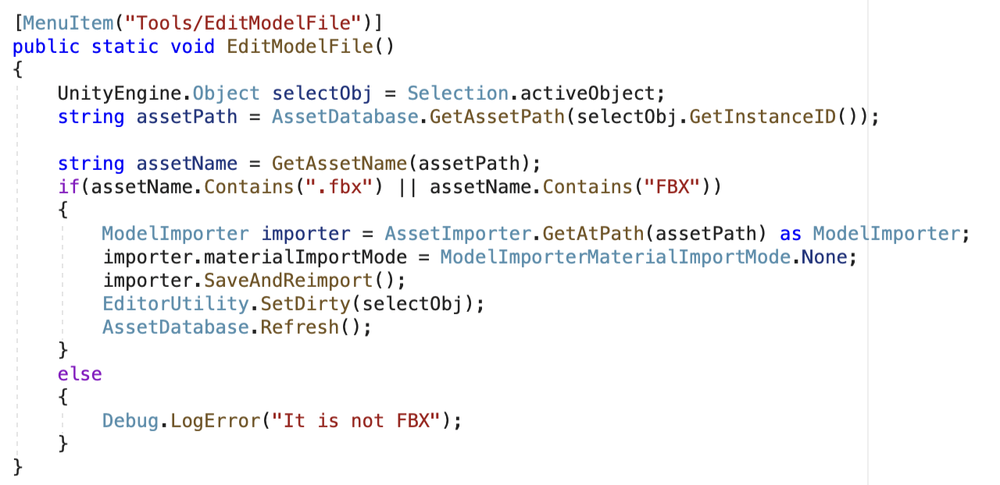 [MenuItem("Tools/EditModelFile")]
public static void EditModelFile()
{
    UnityEngine.Object selectObj = Selection.activeObject;
    string assetPath = AssetDatabase.GetAssetPath(selectObj.GetInstanceID());

    string assetName = GetAssetName(assetPath);
    if(assetName.Contains(".fbx") || assetName.Contains("FBX"))
    {
        ModelImporter importer = AssetImporter.GetAtPath(assetPath) as ModelImporter;
        importer.materialImportMode = ModelImporterMaterialImportMode.None;
        importer.SaveAndReimport();
        EditorUtility.SetDirty(selectObj);
        AssetDatabase.Refresh();
    }
    else
    {
        Debug.LogError("It is not FBX");
    }
}